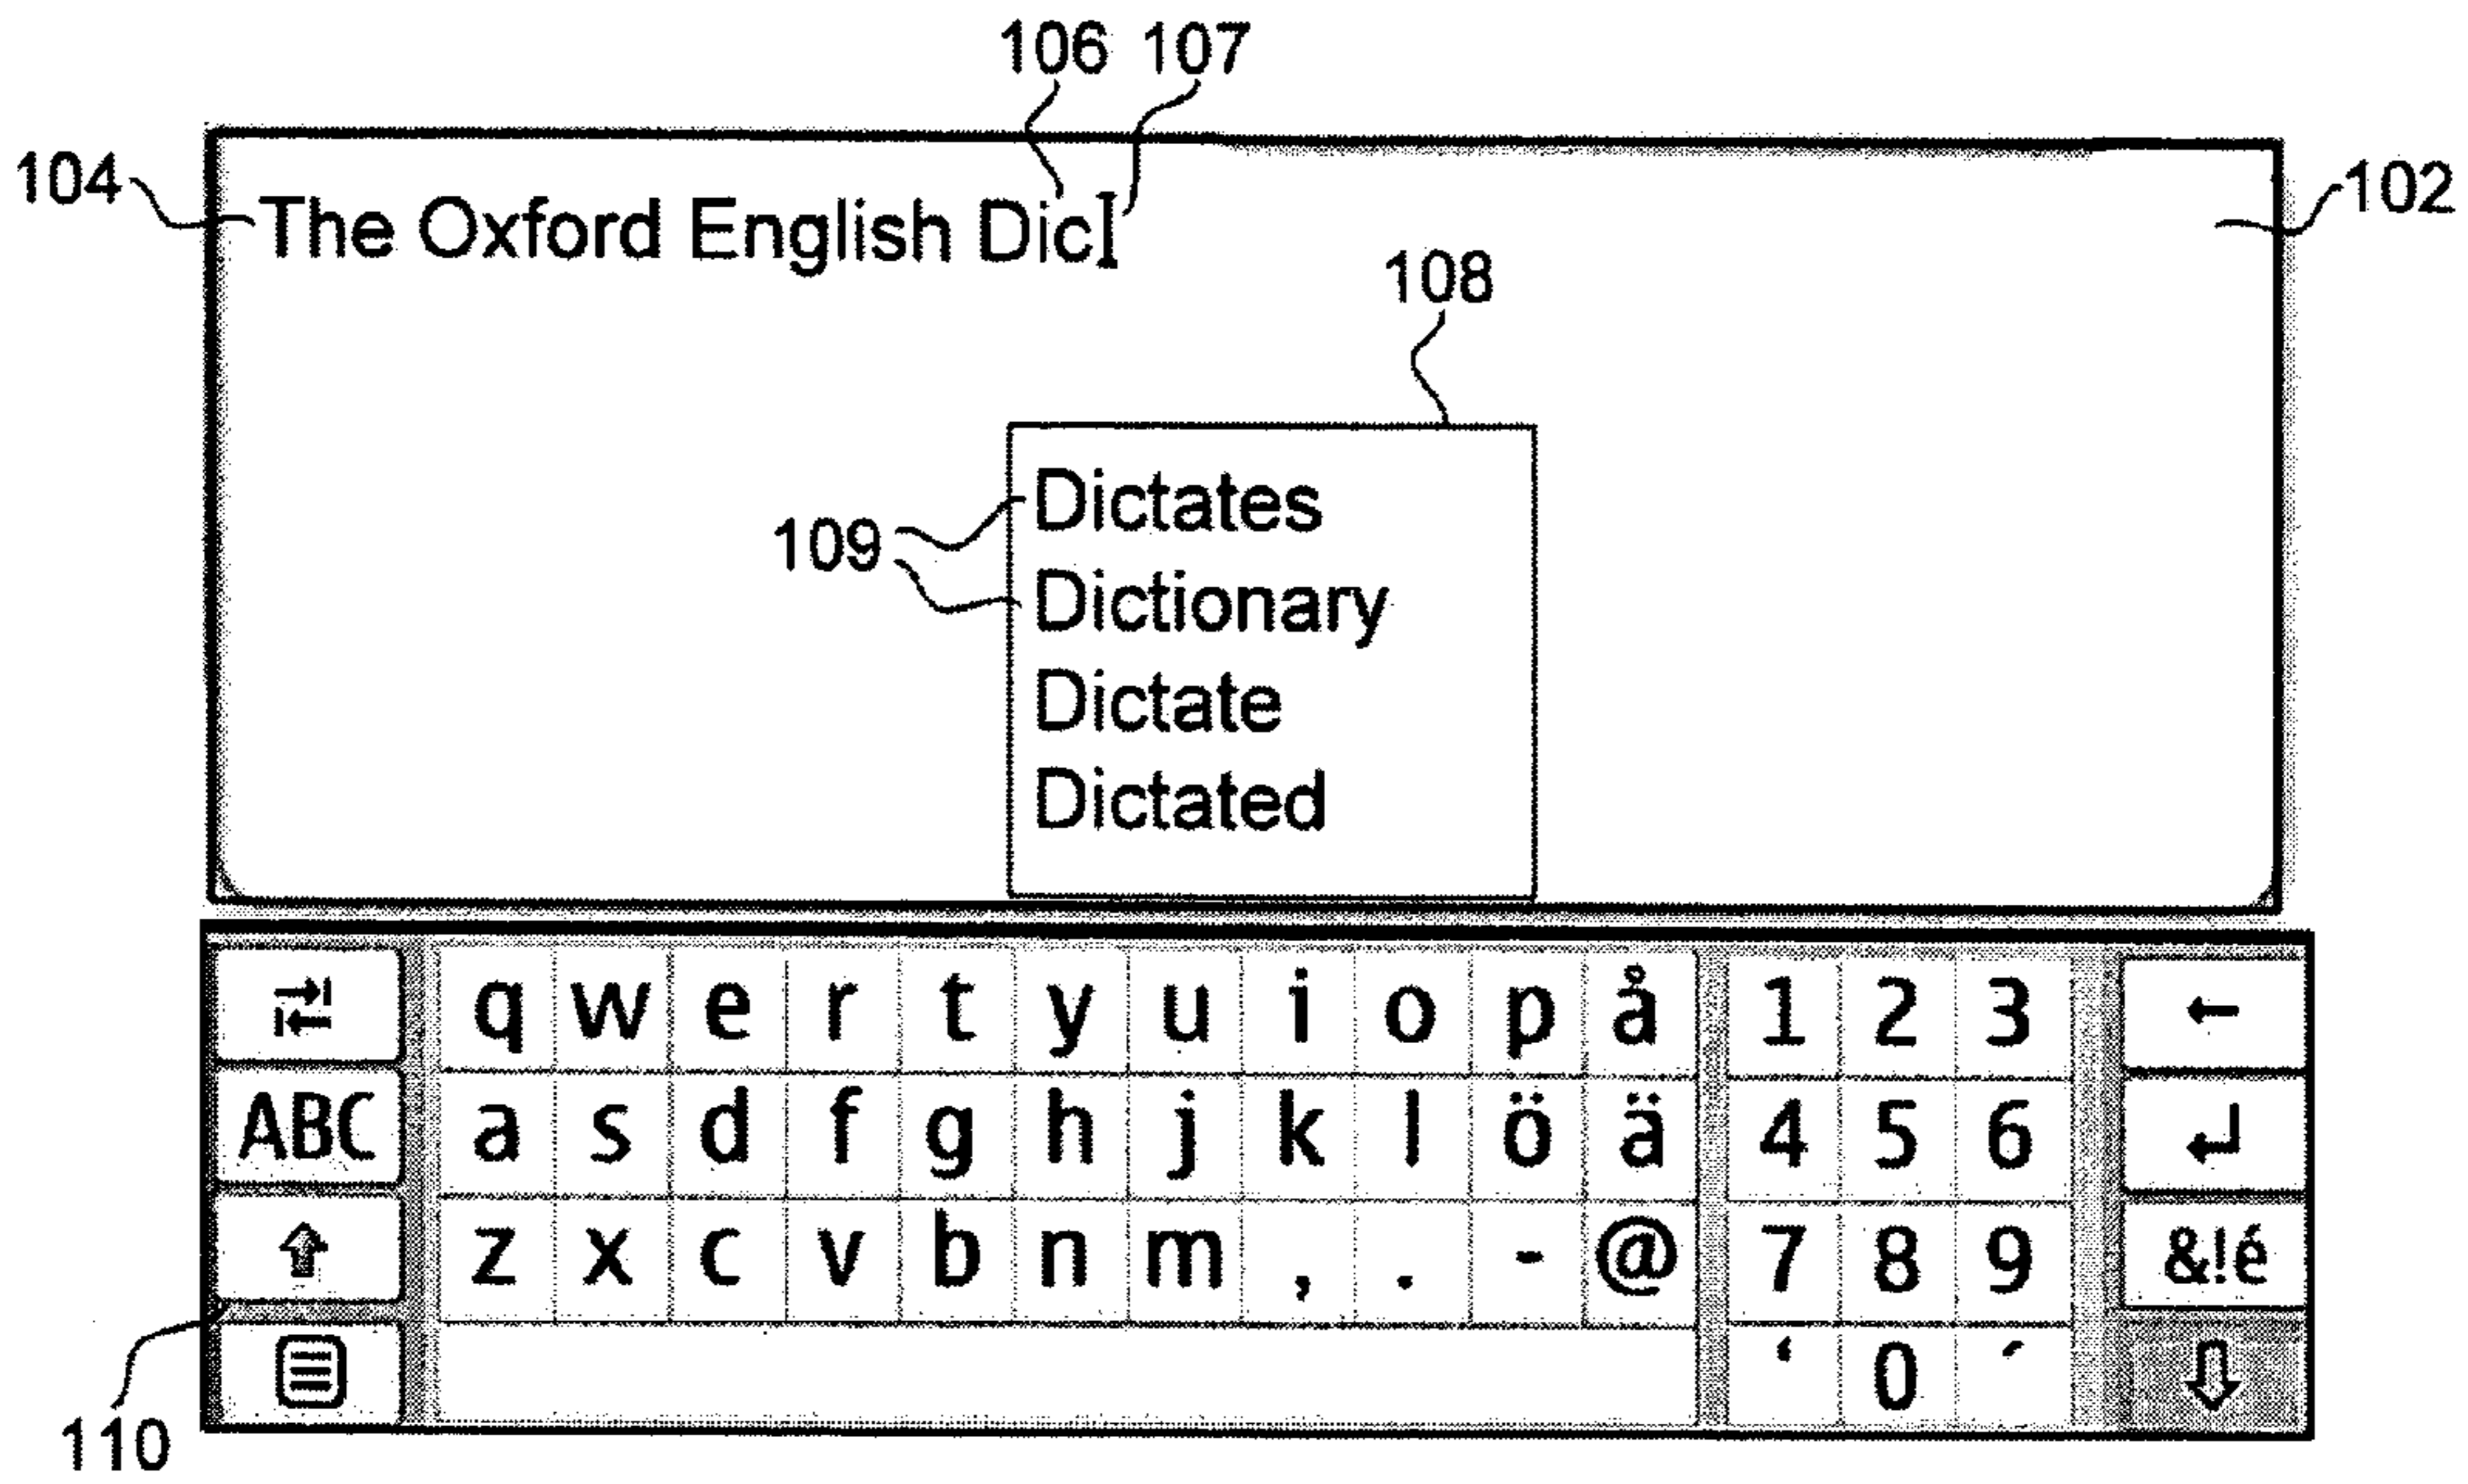 106 107
104 The Oxford English Dic 102
108
Dictates
109
Dictionary
Dictate
Dictated
q w e r t y u i o p å 1 2 3 ←
ABC a s d f g h j k l ö ä 4 5 6 ↵
z x c v b n m , . - @ 7 8 9 &!é
‘ 0 ´
110